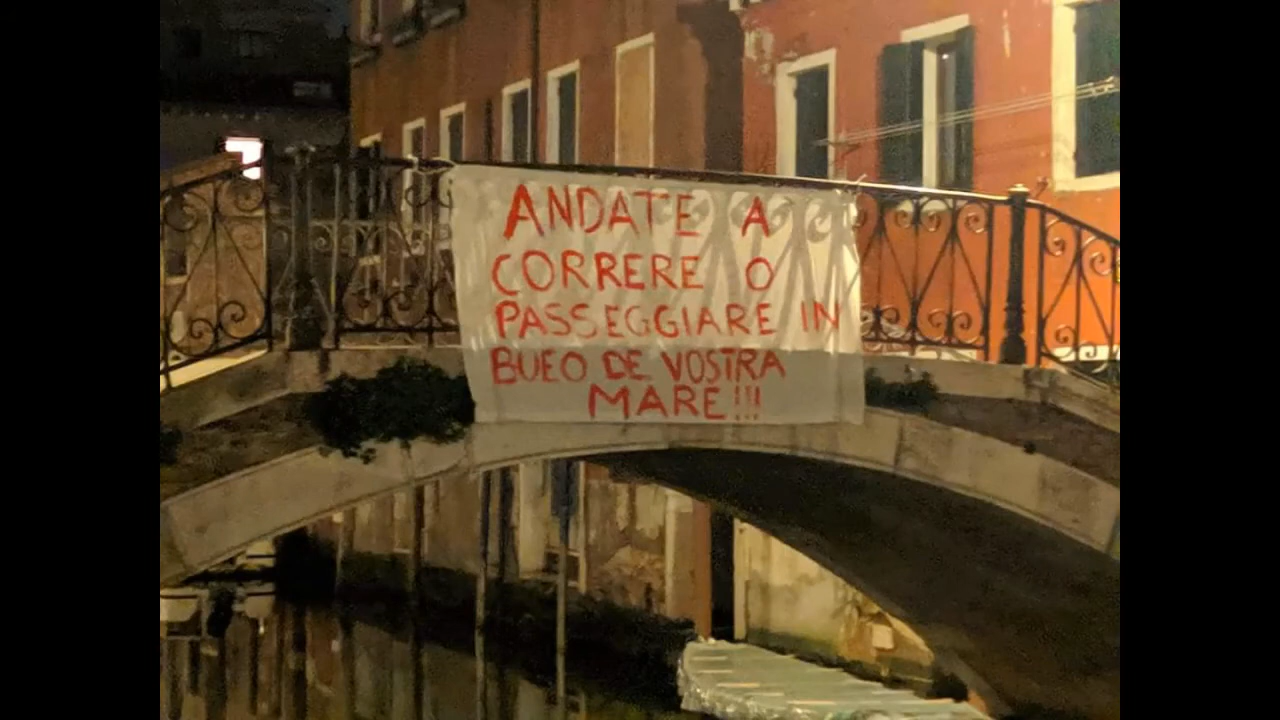 ANDATE A
CORRERE O
PASSEGGIARE IN
BUEO DE VOSTRA
MARE!!!